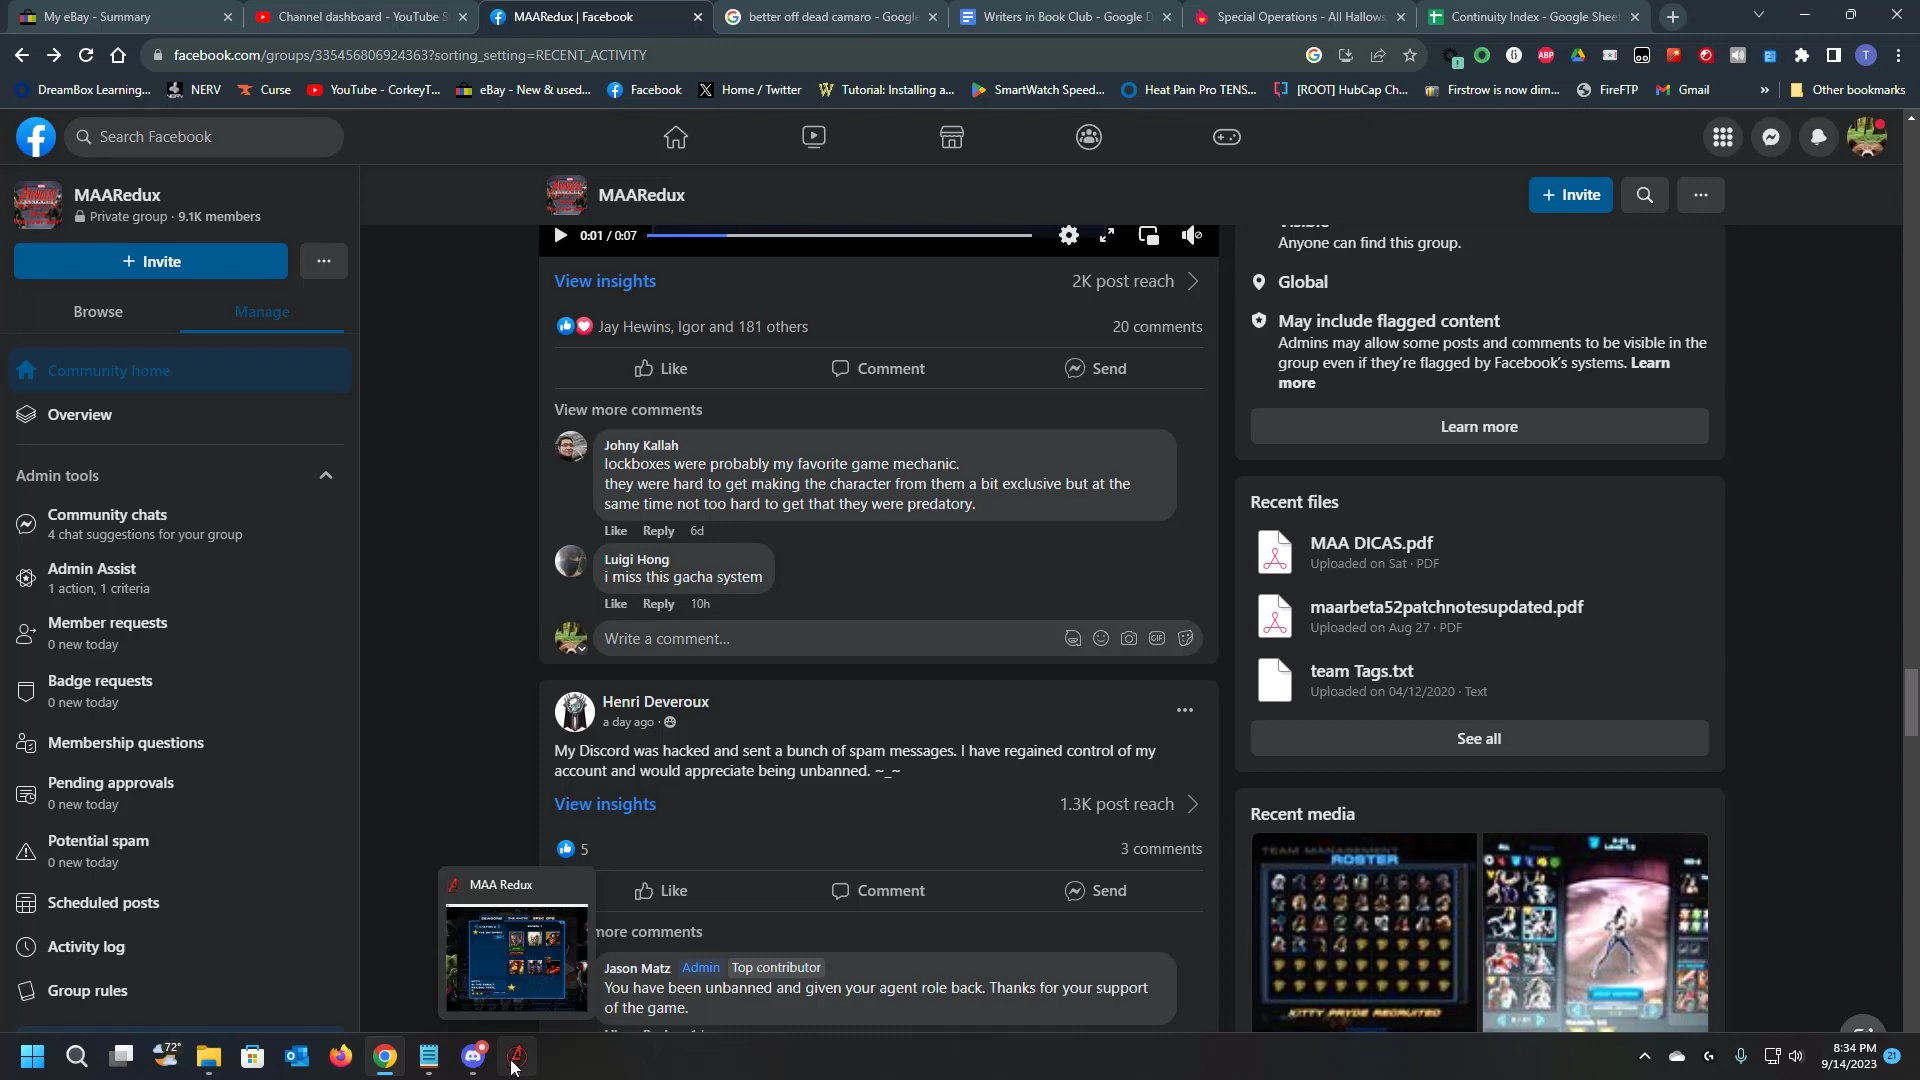 My eBay - Summary
Channel dashboard - YouTube S
MAARedux | Facebook
better off dead camaro - Google
Writers in Book Club - Google D
Special Operations - All Hallows
Continuity Index - Google Sheet
facebook.com/groups/335456806924363?sorting_setting=RECENT_ACTIVITY
DreamBox Learning...
NERV
Curse
YouTube - CorkeyT...
eBay - New & used...
Facebook
Home / Twitter
Tutorial: Installing a...
SmartWatch Speed...
Heat Pain Pro TENS...
[ROOT] HubCap Ch...
Firstrow is now dim...
FireFTP
Gmail
»
Other bookmarks
Search Facebook
MAARedux
Private group · 9.1K members
+ Invite
Browse
Manage
Community home
Overview
Admin tools
Community chats
4 chat suggestions for your group
Admin Assist
1 action, 1 criteria
Member requests
0 new today
Badge requests
0 new today
Membership questions
Pending approvals
0 new today
Potential spam
0 new today
Scheduled posts
Activity log
Group rules
MAARedux
+ Invite
0:01 / 0:07
View insights
2K post reach
Jay Hewins, Igor and 181 others
20 comments
Like
Comment
Send
View more comments
Johny Kallah
lockboxes were probably my favorite game mechanic.
they were hard to get making the character from them a bit exclusive but at the
same time not too hard to get that they were predatory.
Like Reply 6d
Luigi Hong
i miss this gacha system
Like Reply 10h
Write a comment...
GIF
Henri Deveroux
a day ago ·
My Discord was hacked and sent a bunch of spam messages. I have regained control of my
account and would appreciate being unbanned. ~_~
View insights
1.3K post reach
5
3 comments
Like
Comment
Send
more comments
Jason Matz Admin Top contributor
You have been unbanned and given your agent role back. Thanks for your support
of the game.
MAA Redux
Anyone can find this group.
Global
May include flagged content
Admins may allow some posts and comments to be visible in the
group even if they're flagged by Facebook's systems. Learn
more
Learn more
Recent files
MAA DICAS.pdf
Uploaded on Sat · PDF
maarbeta52patchnotesupdated.pdf
Uploaded on Aug 27 · PDF
team Tags.txt
Uploaded on 04/12/2020 · Text
See all
Recent media
TEAM MANAGEMENT
ROSTER
KITTY PRYDE RECRUITED
72°
8:34 PM
9/14/2023
21